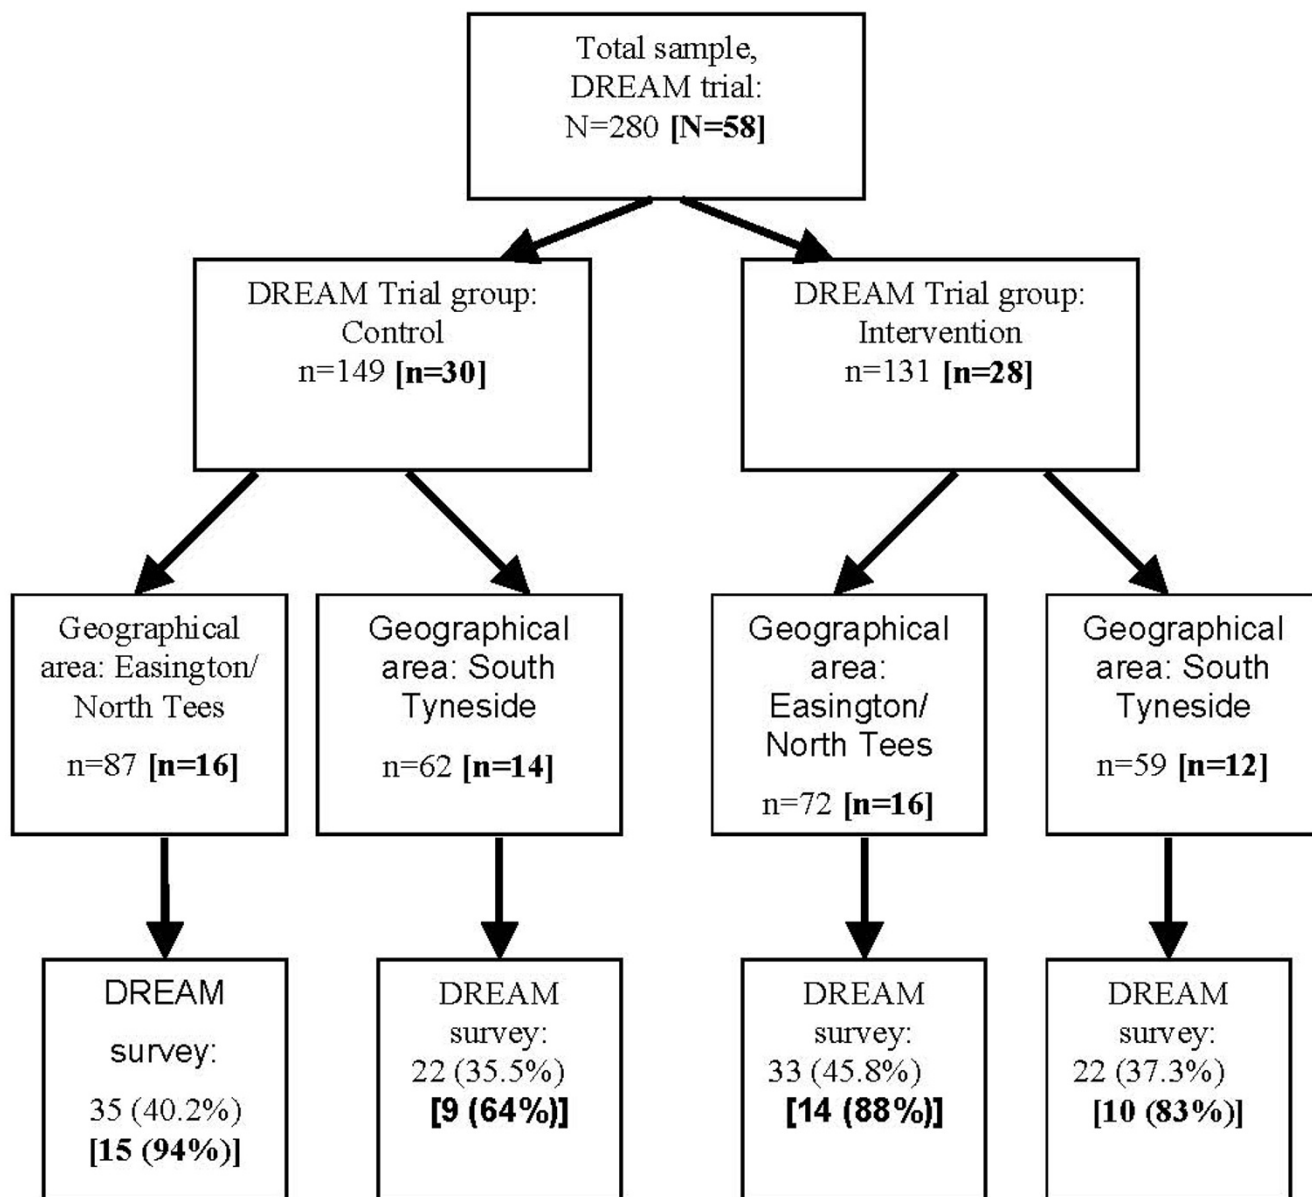 Total sample,
DREAM trial:
N=280 [N=58]
DREAM Trial group:
Control
n=149 [n=30]
DREAM Trial group:
Intervention
n=131 [n=28]
Geographical
area: Easington/
North Tees
n=87 [n=16]
Geographical
area: South
Tyneside
n=62 [n=14]
Geographical
area:
Easington/
North Tees
n=72 [n=16]
Geographical
area: South
Tyneside
n=59 [n=12]
DREAM
survey:
35 (40.2%)
[15 (94%)]
DREAM
survey:
22 (35.5%)
[9 (64%)]
DREAM
survey:
33 (45.8%)
[14 (88%)]
DREAM
survey:
22 (37.3%)
[10 (83%)]